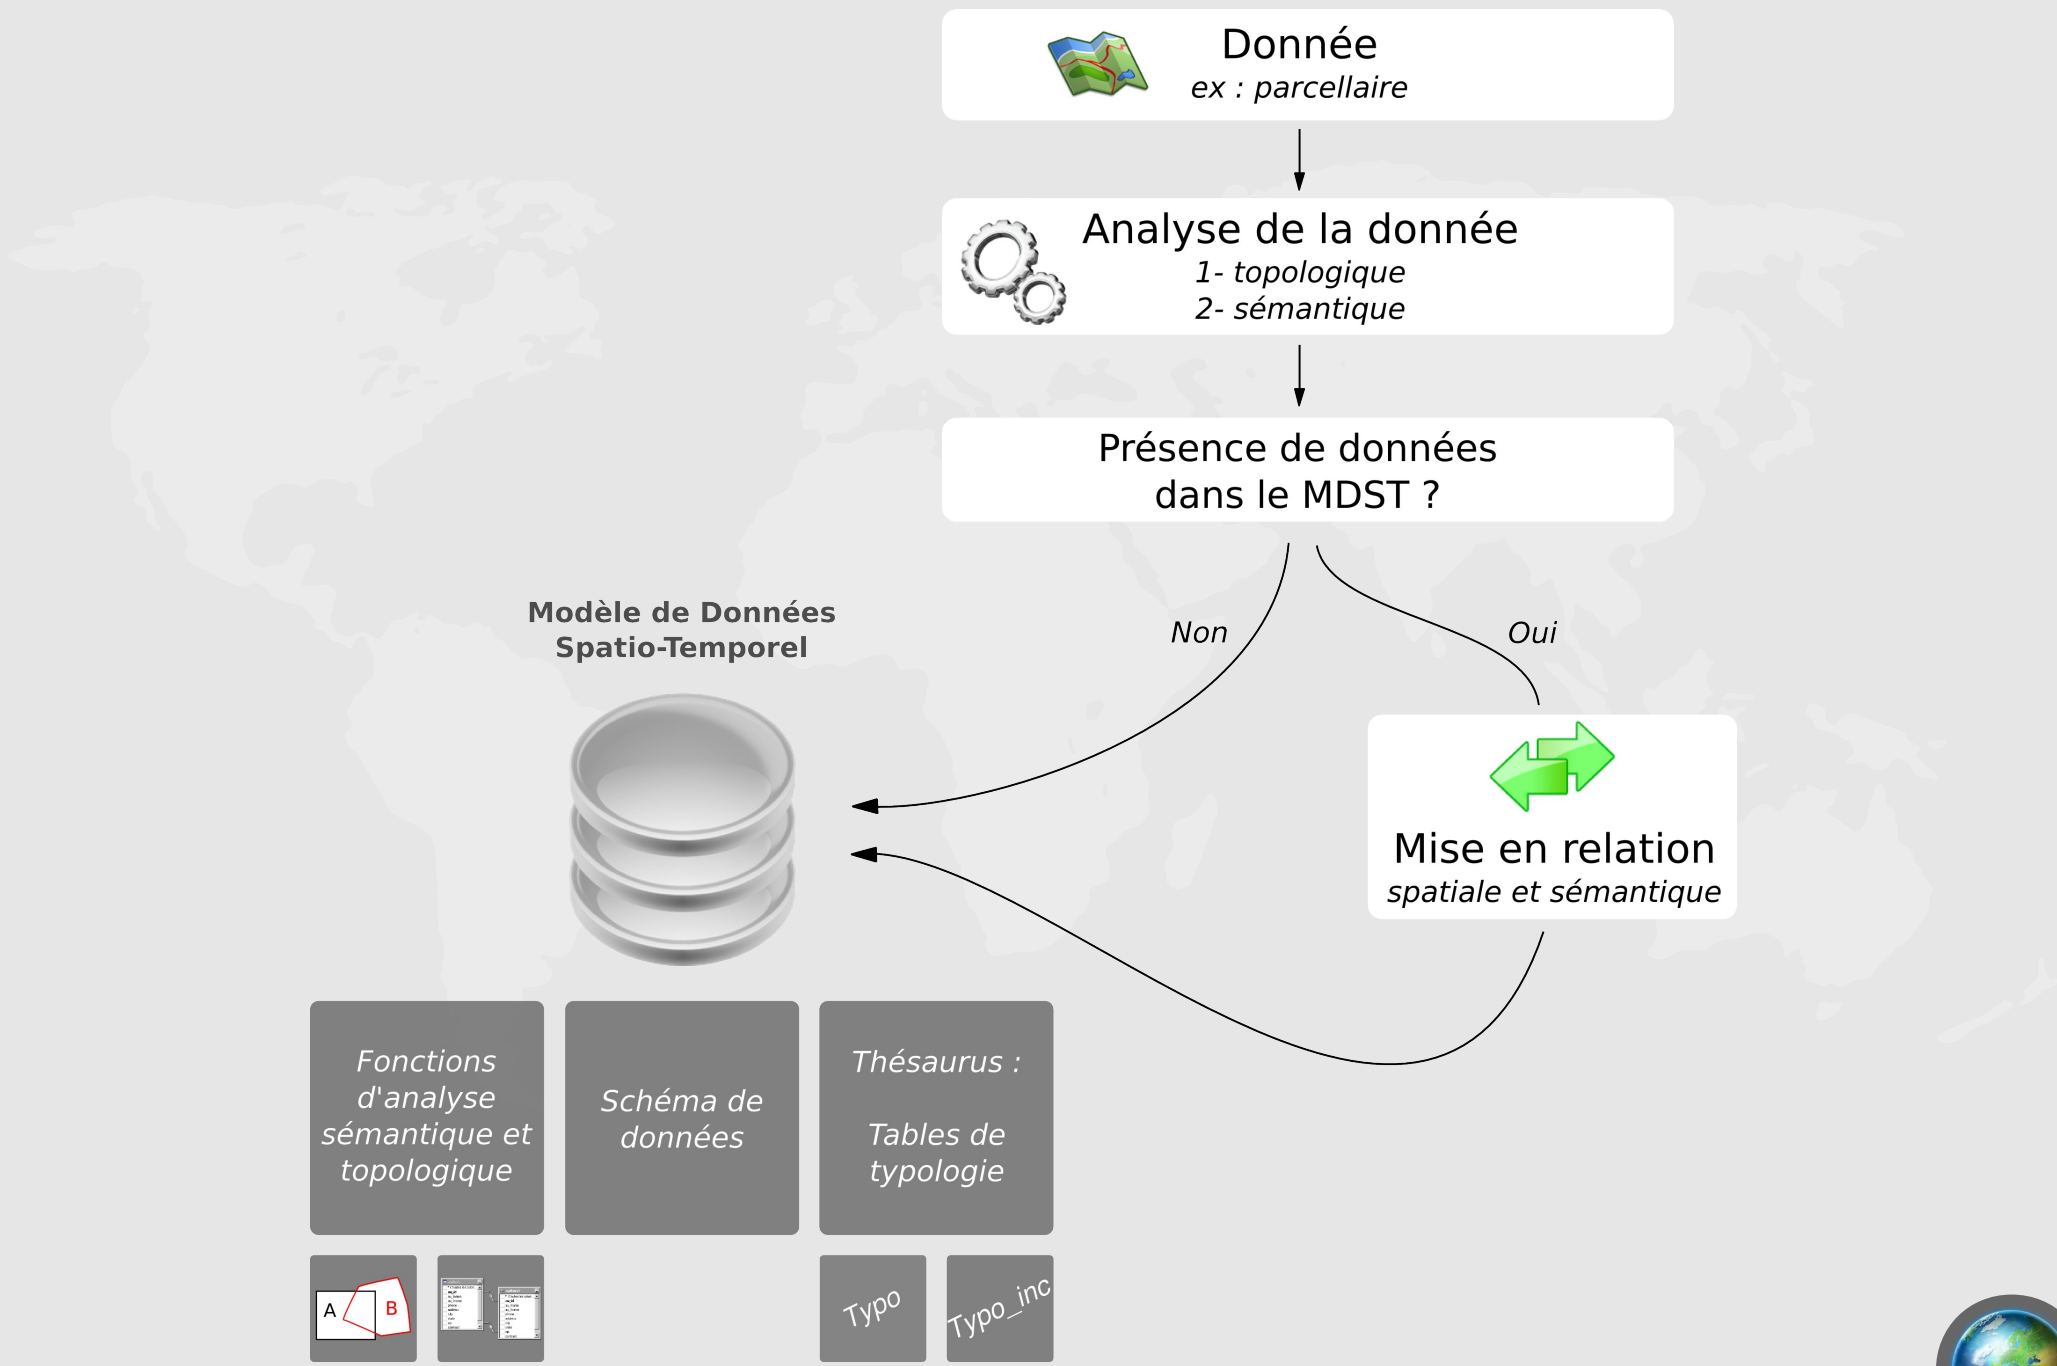 Donnée
ex : parcellaire
Analyse de la donnée
1- topologique
2- sémantique
Présence de données
dans le MDST ?
Non
Oui
Modèle de Données
Spatio-Temporel
Mise en relation
spatiale et sémantique
Fonctions
d'analyse
sémantique et
topologique
Schéma de
données
Thésaurus :
Tables de
typologie
A
B
Typo
Typo_inc